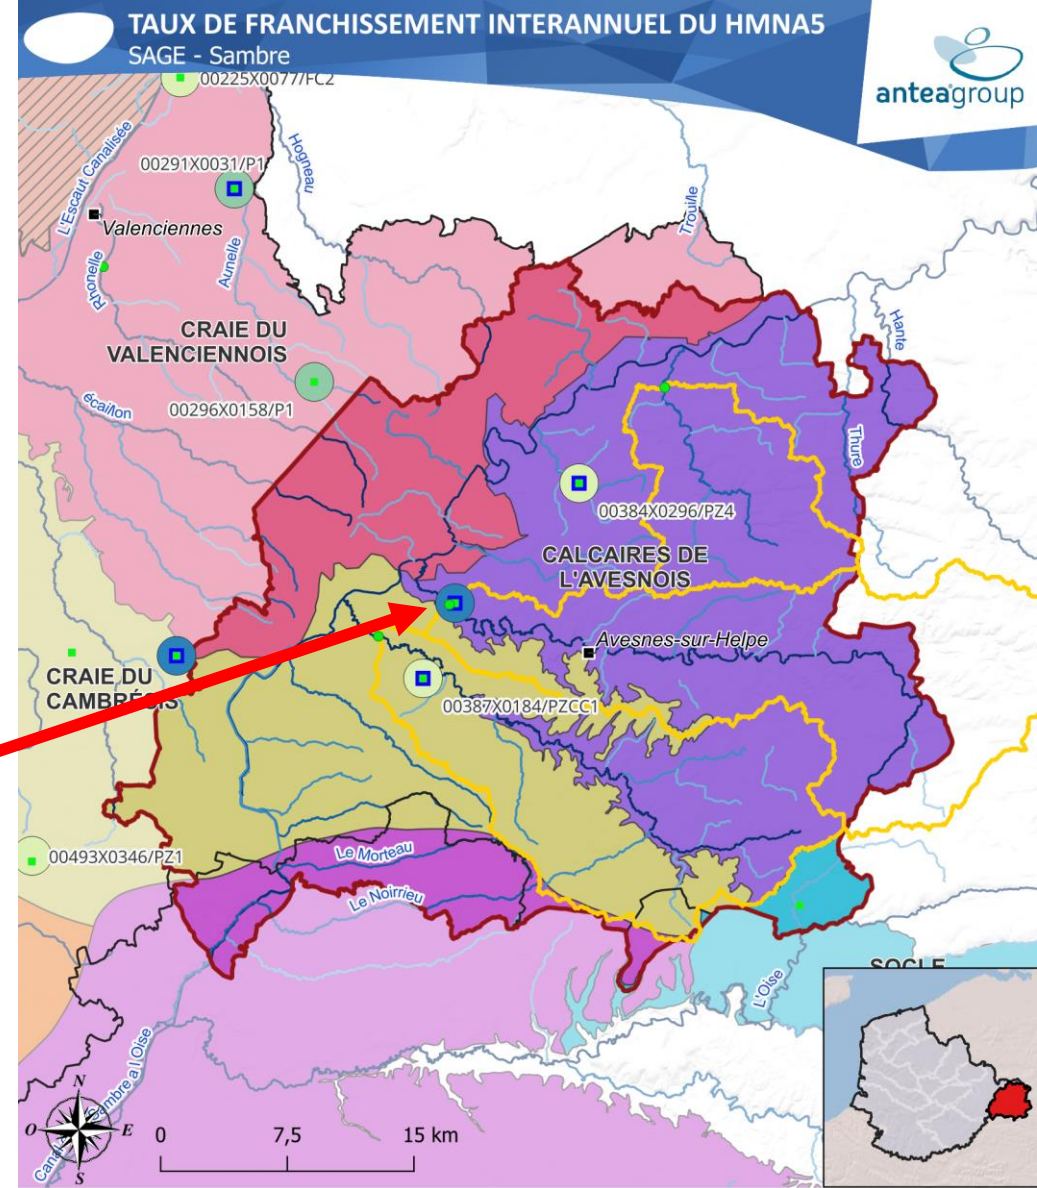 TAUX DE FRANCHISSEMENT INTERANNUEL DU HMNA5
SAGE - Sambre
anteagroup
00225X0077/FC2
L'Escaut Canalisée
Hogneau
00291X0031/P1
Trouille
Valenciennes
Rhonelle
Aunelle
Hante
CRAIE DU
VALENCIENNOIS
00296X0158/P1
écaillon
Thure
00384X0296/PZ4
CALCAIRES DE
L'AVESNOIS
Avesnes-sur-Helpe
CRAIE DU
CAMBRÉSIS
00387X0184/PZCC1
00493X0346/PZ1
Le Morteau
Le Noirrieu
SOCLE
L'Oise
Sambre a l Oise
N
O
E
S
0
7,5
15 km